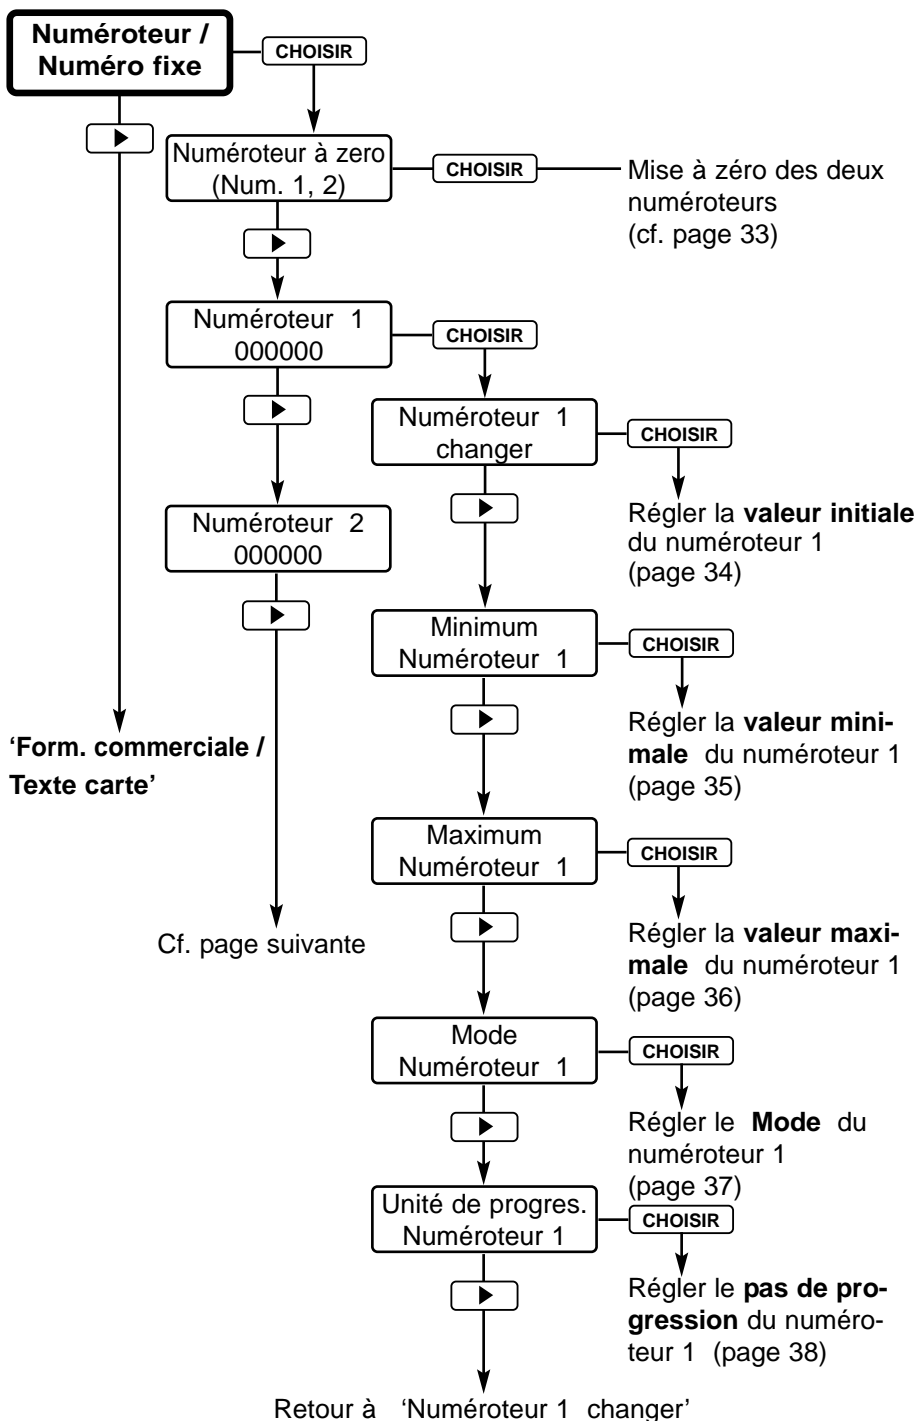 Numéroteur /
Numéro fixe
CHOISIR
Numéroteur à zero
(Num. 1, 2)
CHOISIR
Mise à zéro des deux
numéroteurs
(cf. page 33)
Numéroteur 1
000000
CHOISIR
Numéroteur 1
changer
CHOISIR
Régler la valeur initiale
du numéroteur 1
(page 34)
Numéroteur 2
000000
Minimum
Numéroteur 1
CHOISIR
Régler la valeur mini-
male du numéroteur 1
(page 35)
‘Form. commerciale /
Texte carte’
Maximum
Numéroteur 1
CHOISIR
Régler la valeur maxi-
male du numéroteur 1
(page 36)
Cf. page suivante
Mode
Numéroteur 1
CHOISIR
Régler le Mode du
numéroteur 1
(page 37)
Unité de progres.
Numéroteur 1
CHOISIR
Régler le pas de pro-
gression du numéro-
teur 1 (page 38)
Retour à ‘Numéroteur 1 changer’